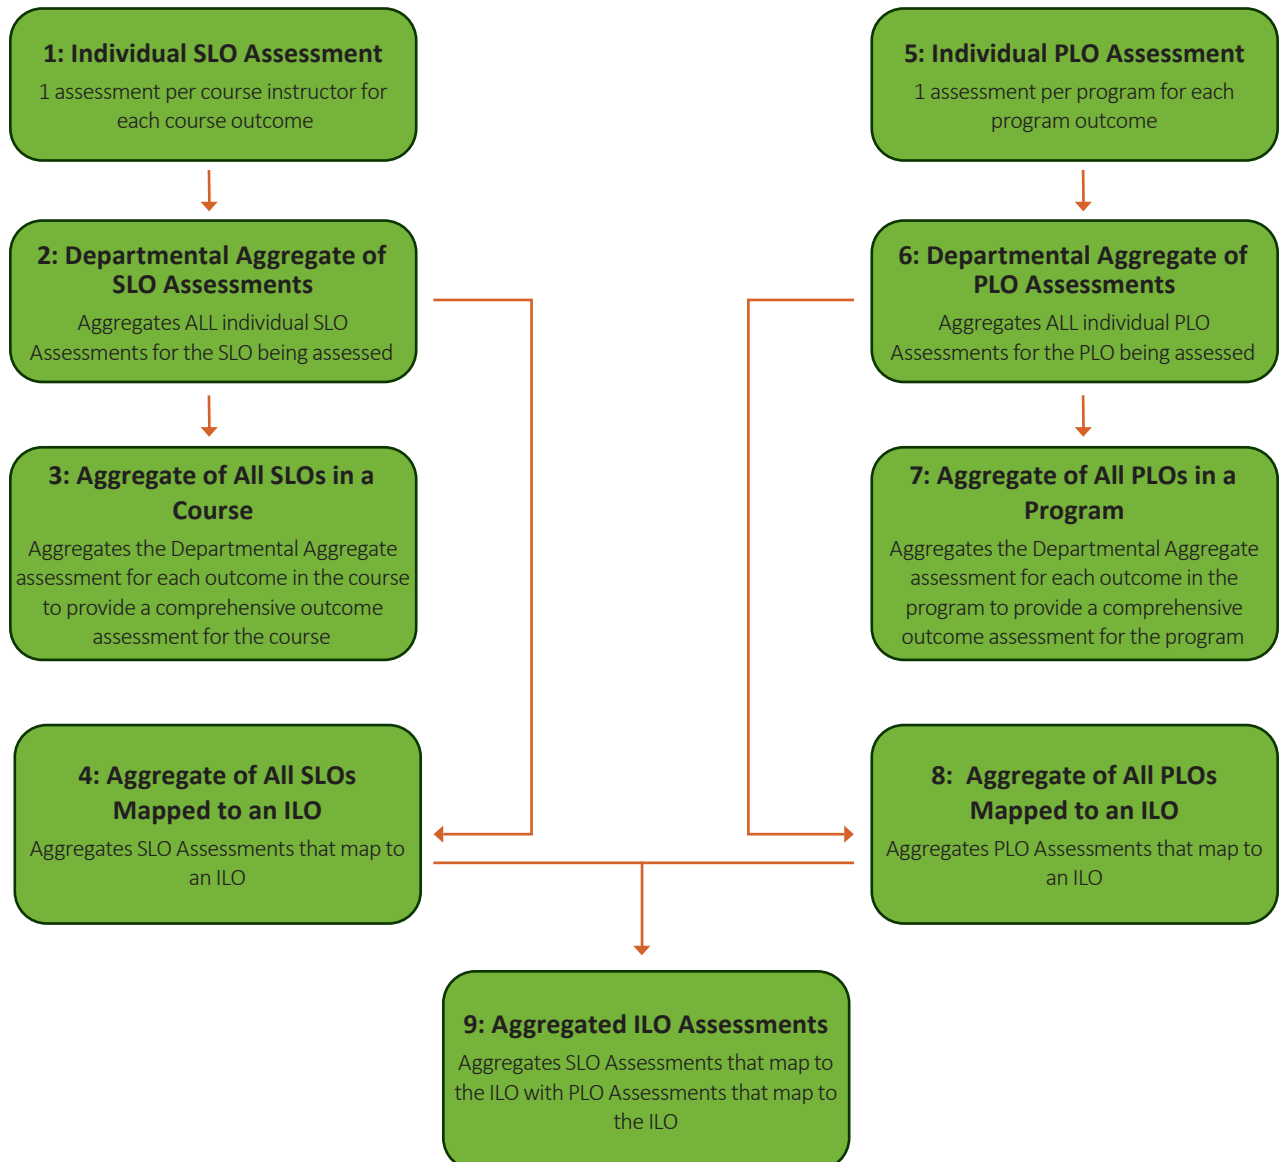 1: Individual SLO Assessment
1 assessment per course instructor for
each course outcome
2: Departmental Aggregate of
SLO Assessments
Aggregates ALL individual SLO
Assessments for the SLO being assessed
3: Aggregate of All SLOs in a
Course
Aggregates the Departmental Aggregate
assessment for each outcome in the course
to provide a comprehensive outcome
assessment for the course
4: Aggregate of All SLOs
Mapped to an ILO
Aggregates SLO Assessments that map to
an ILO
5: Individual PLO Assessment
1 assessment per program for each
program outcome
6: Departmental Aggregate of
PLO Assessments
Aggregates ALL individual PLO
Assessments for the PLO being assessed
7: Aggregate of All PLOs in a
Program
Aggregates the Departmental Aggregate
assessment for each outcome in the
program to provide a comprehensive
outcome assessment for the program
8: Aggregate of All PLOs
Mapped to an ILO
Aggregates PLO Assessments that map to
an ILO
9: Aggregated ILO Assessments
Aggregates SLO Assessments that map to
the ILO with PLO Assessments that map to
the ILO